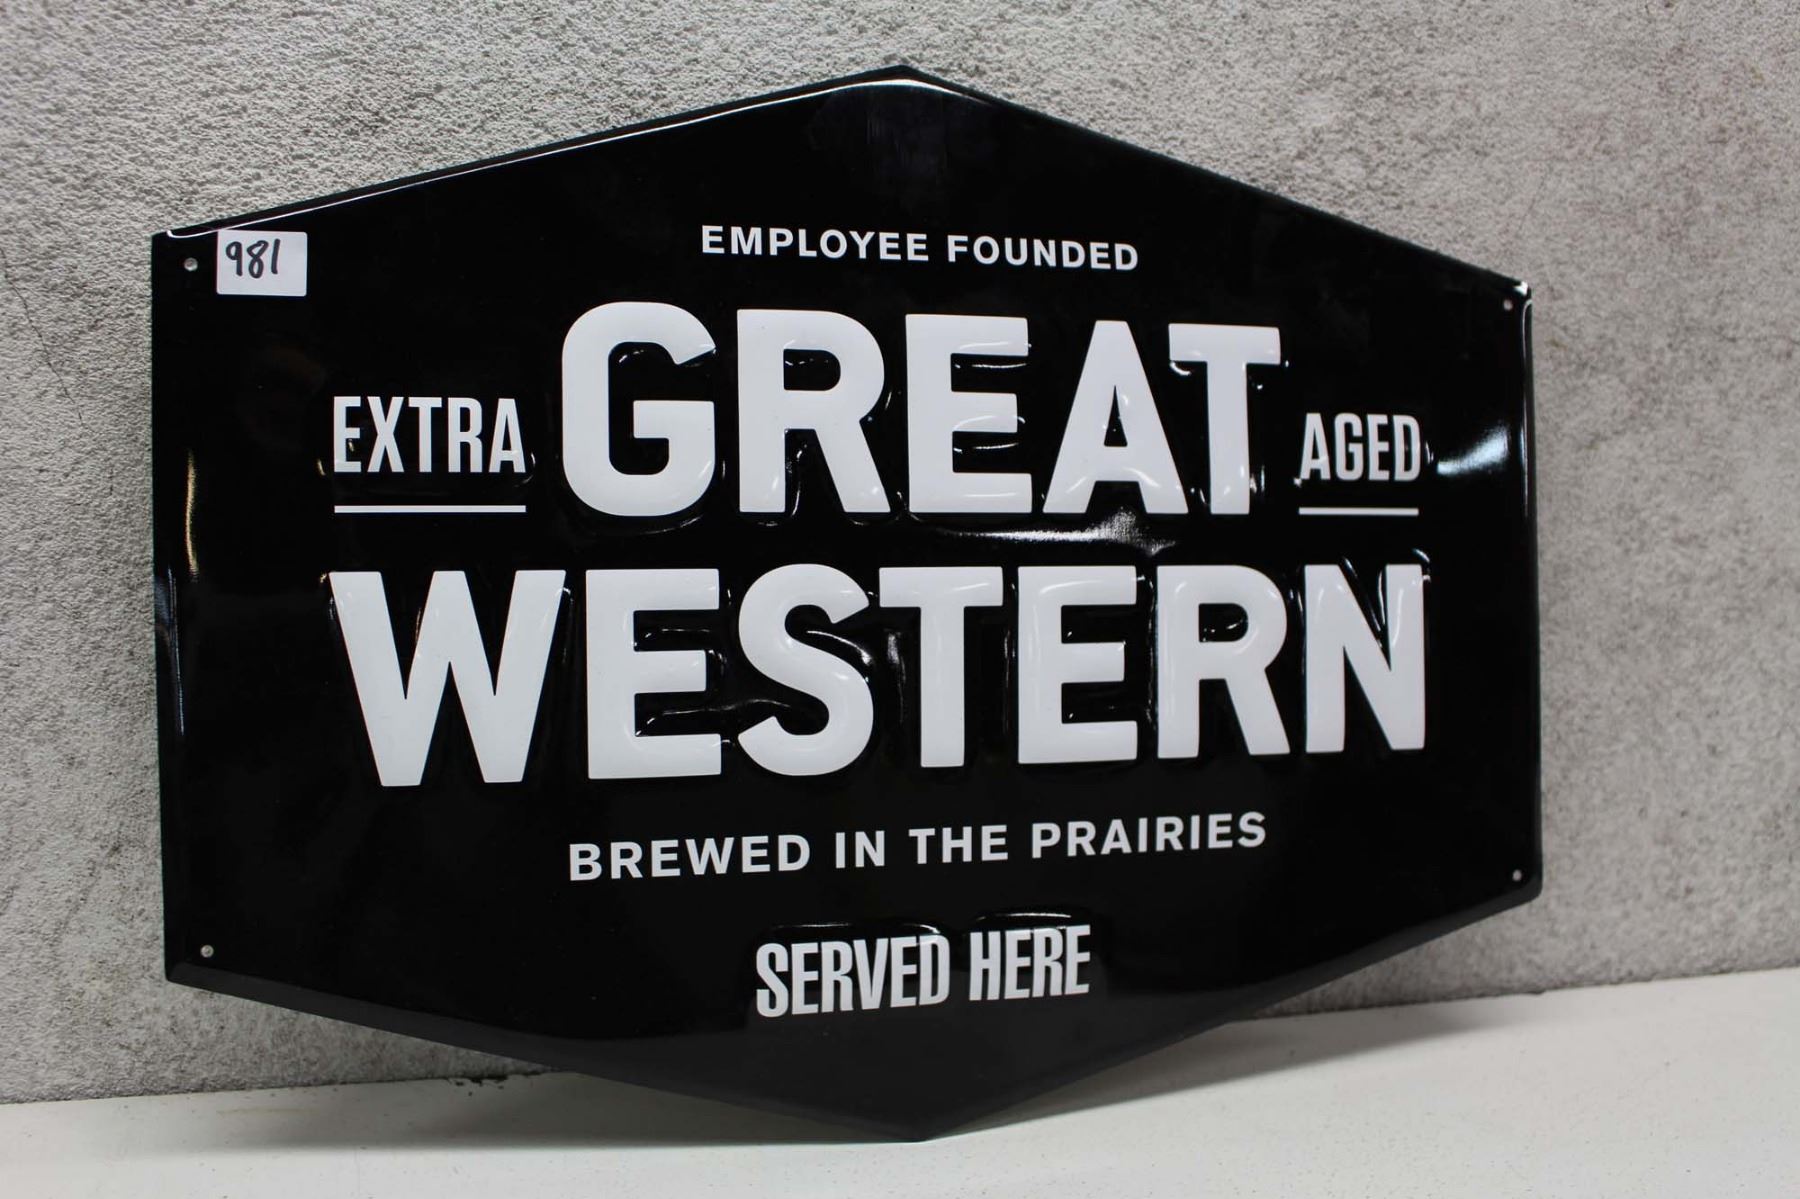 981
EMPLOYEE FOUNDED
EXTRA GREAT AGED
WESTERN
BREWED IN THE PRAIRIES
SERVED HERE